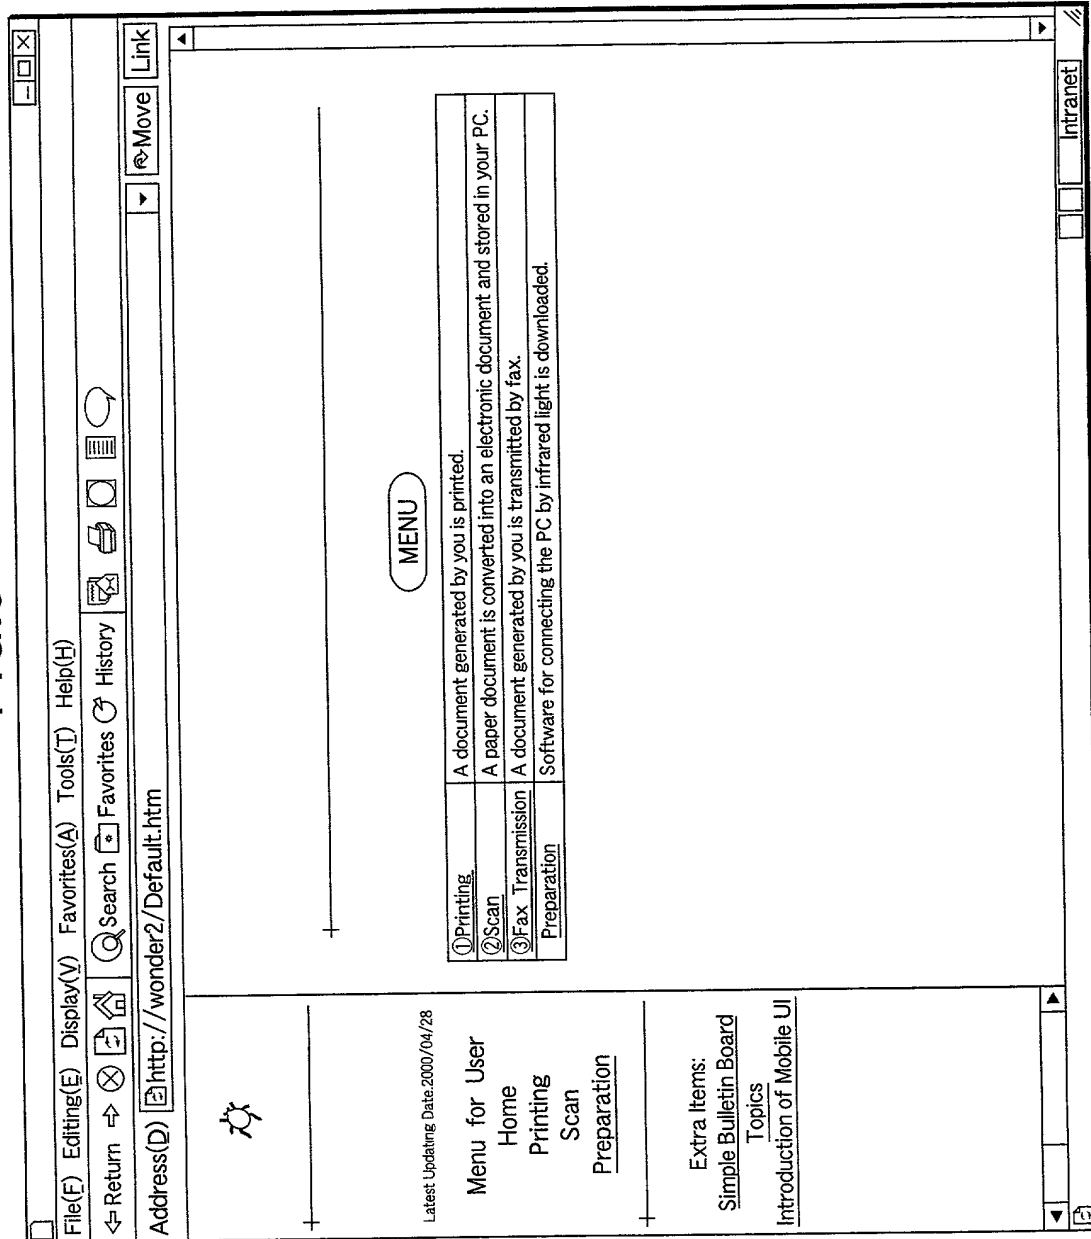 File(F) Editing(E) Display(V) Favorites(A) Tools(T) Help(H)
Return Search Favorites History
Address(D) http://wonder2/Default.htm Move Link
Latest Updating Date.2000/04/28
Menu for User
Home
Printing
Scan
Preparation
Extra Items:
Simple Bulletin Board
Topics
Introduction of Mobile UI
MENU
①Printing A document generated by you is printed.
②Scan A paper document is converted into an electronic document and stored in your PC.
③Fax Transmission A document generated by you is transmitted by fax.
Preparation Software for connecting the PC by infrared light is downloaded.
Intranet